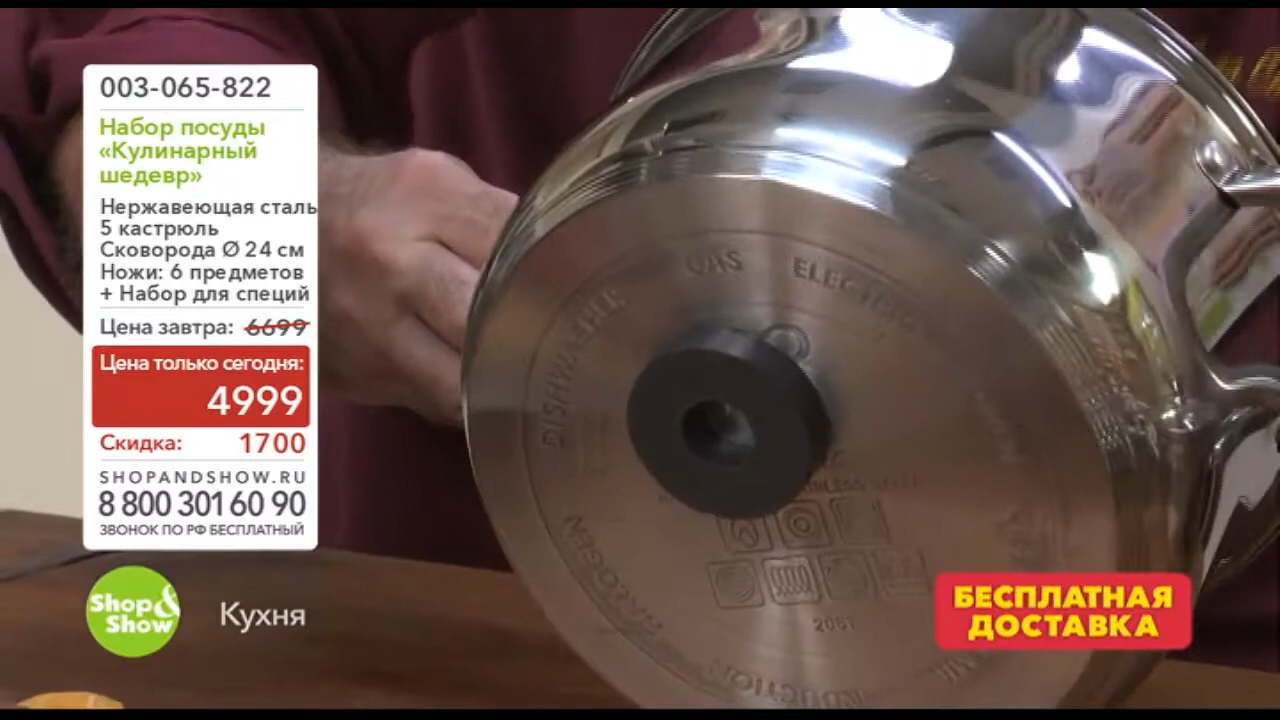 003-065-822
Набор посуды
«Кулинарный
шедевр»
Нержавеющая сталь
5 кастрюль
Сковорода Ø 24 см
Ножи: 6 предметов
+ Набор для специй
Цена завтра: 6699
Цена только сегодня:
4999
Скидка: 1700
SHOPANDSHOW.RU
8 800 301 60 90
ЗВОНОК ПО РФ БЕСПЛАТНЫЙ
Shop&
Show
Кухня
БЕСПЛАТНАЯ
ДОСТАВКА
DISHWASHER
GAS
ELECTRIC
HALOGEN
INDUCTION